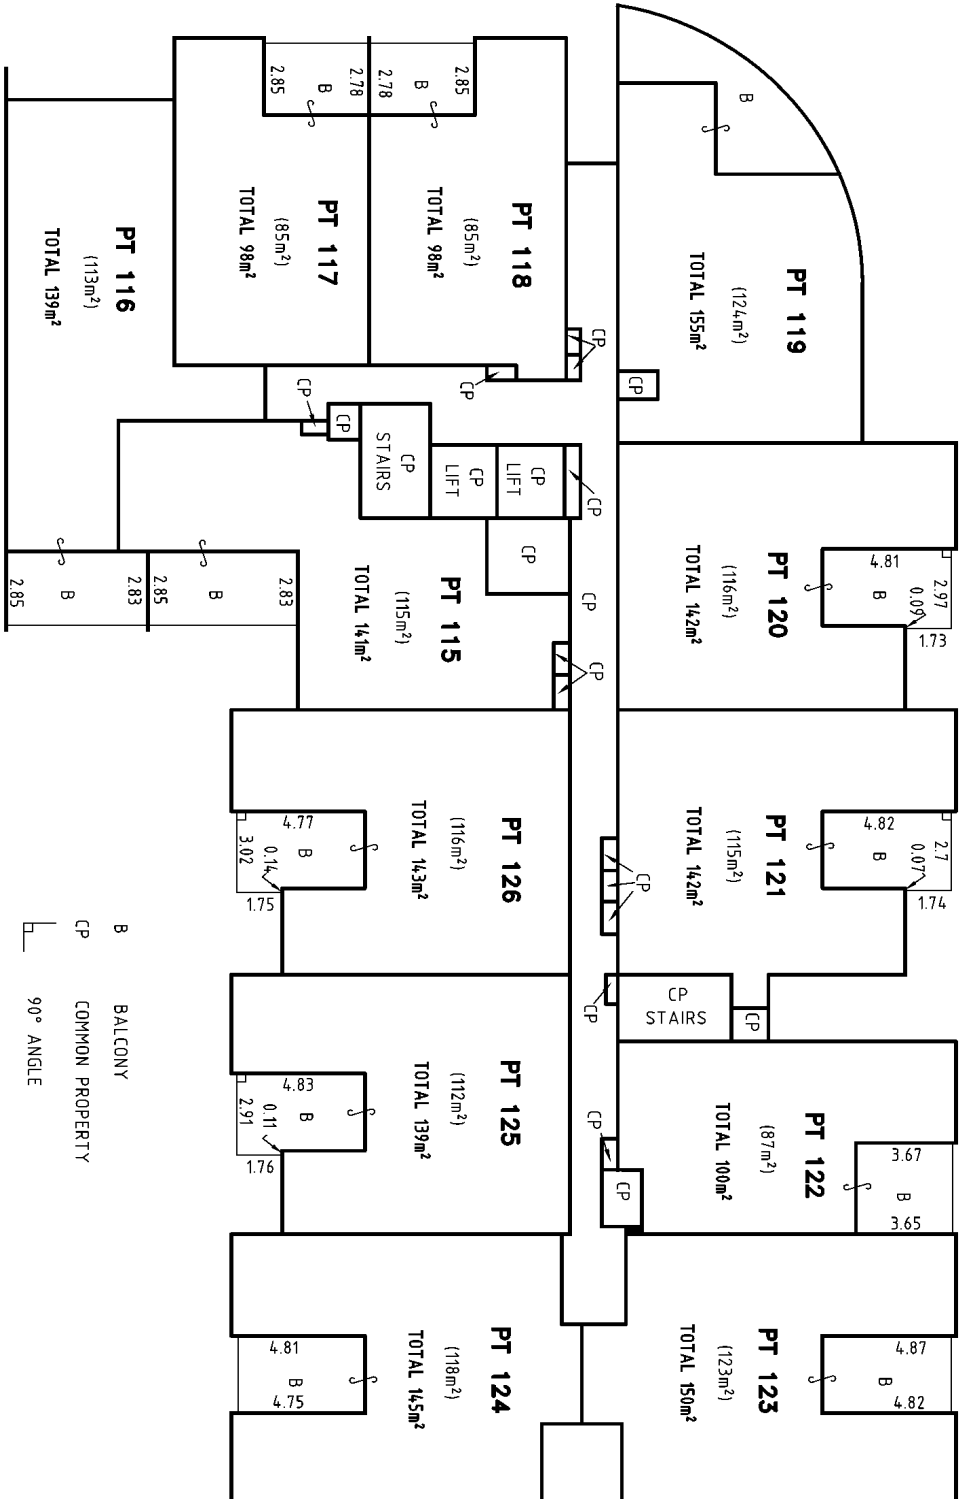 B
PT 119
(124m²)
TOTAL 155m²
CP
2.85
B
2.78
2.78
B
2.85
PT 118
(85m²)
TOTAL 98m²
PT 117
(85m²)
TOTAL 98m²
PT 116
(113m²)
TOTAL 139m²
CP
CP
CP
CP
CP
STAIRS
CP
LIFT
CP
LIFT
CP
CP
CP
PT 115
(115m²)
TOTAL 141m²
CP
2.83
B
2.85
2.83
B
2.85
PT 120
(116m²)
TOTAL 142m²
4.81
B
2.97
0.09
1.73
PT 121
(115m²)
TOTAL 142m²
4.82
B
2.7
0.07
1.74
PT 126
(116m²)
TOTAL 143m²
4.77
B
3.02
0.14
1.75
CP
CP
CP
STAIRS
CP
PT 122
(87m²)
TOTAL 100m²
3.67
B
3.65
CP
CP
PT 125
(112m²)
TOTAL 139m²
4.83
B
2.91
0.11
1.76
PT 123
(123m²)
TOTAL 150m²
4.87
B
4.82
PT 124
(118m²)
TOTAL 145m²
4.81
B
4.75
B BALCONY
CP COMMON PROPERTY
90° ANGLE